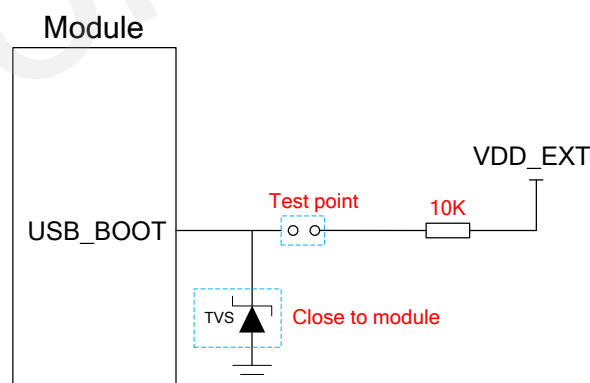 Module
VDD_EXT
Test point
10K
USB_BOOT
TVS
Close to module